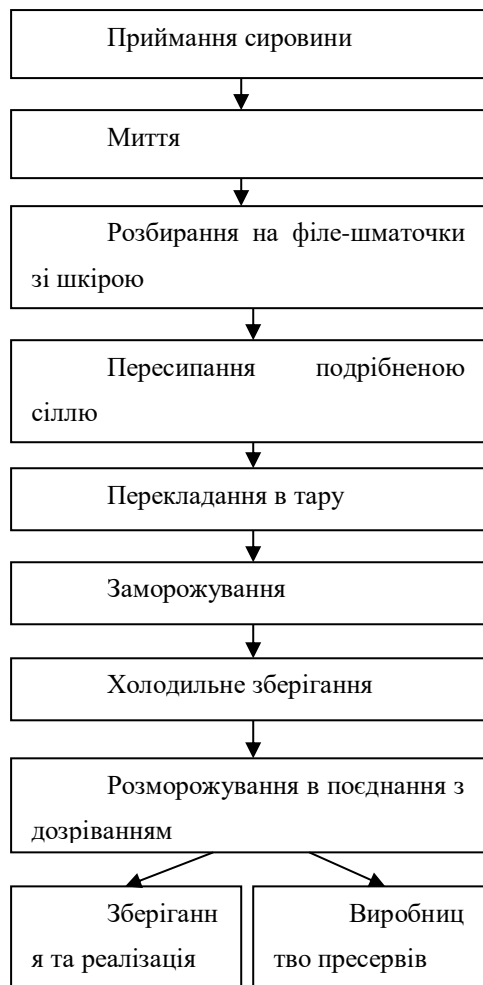 Приймання сировини
Миття
Розбирання на філе-шматочки
зі шкірою
Пересипання подрібненою
сіллю
Перекладання в тару
Заморожування
Холодильне зберігання
Розморожування в поєднання з
дозріванням
Зберіганн
я та реалізація
Виробниц
тво пресервів